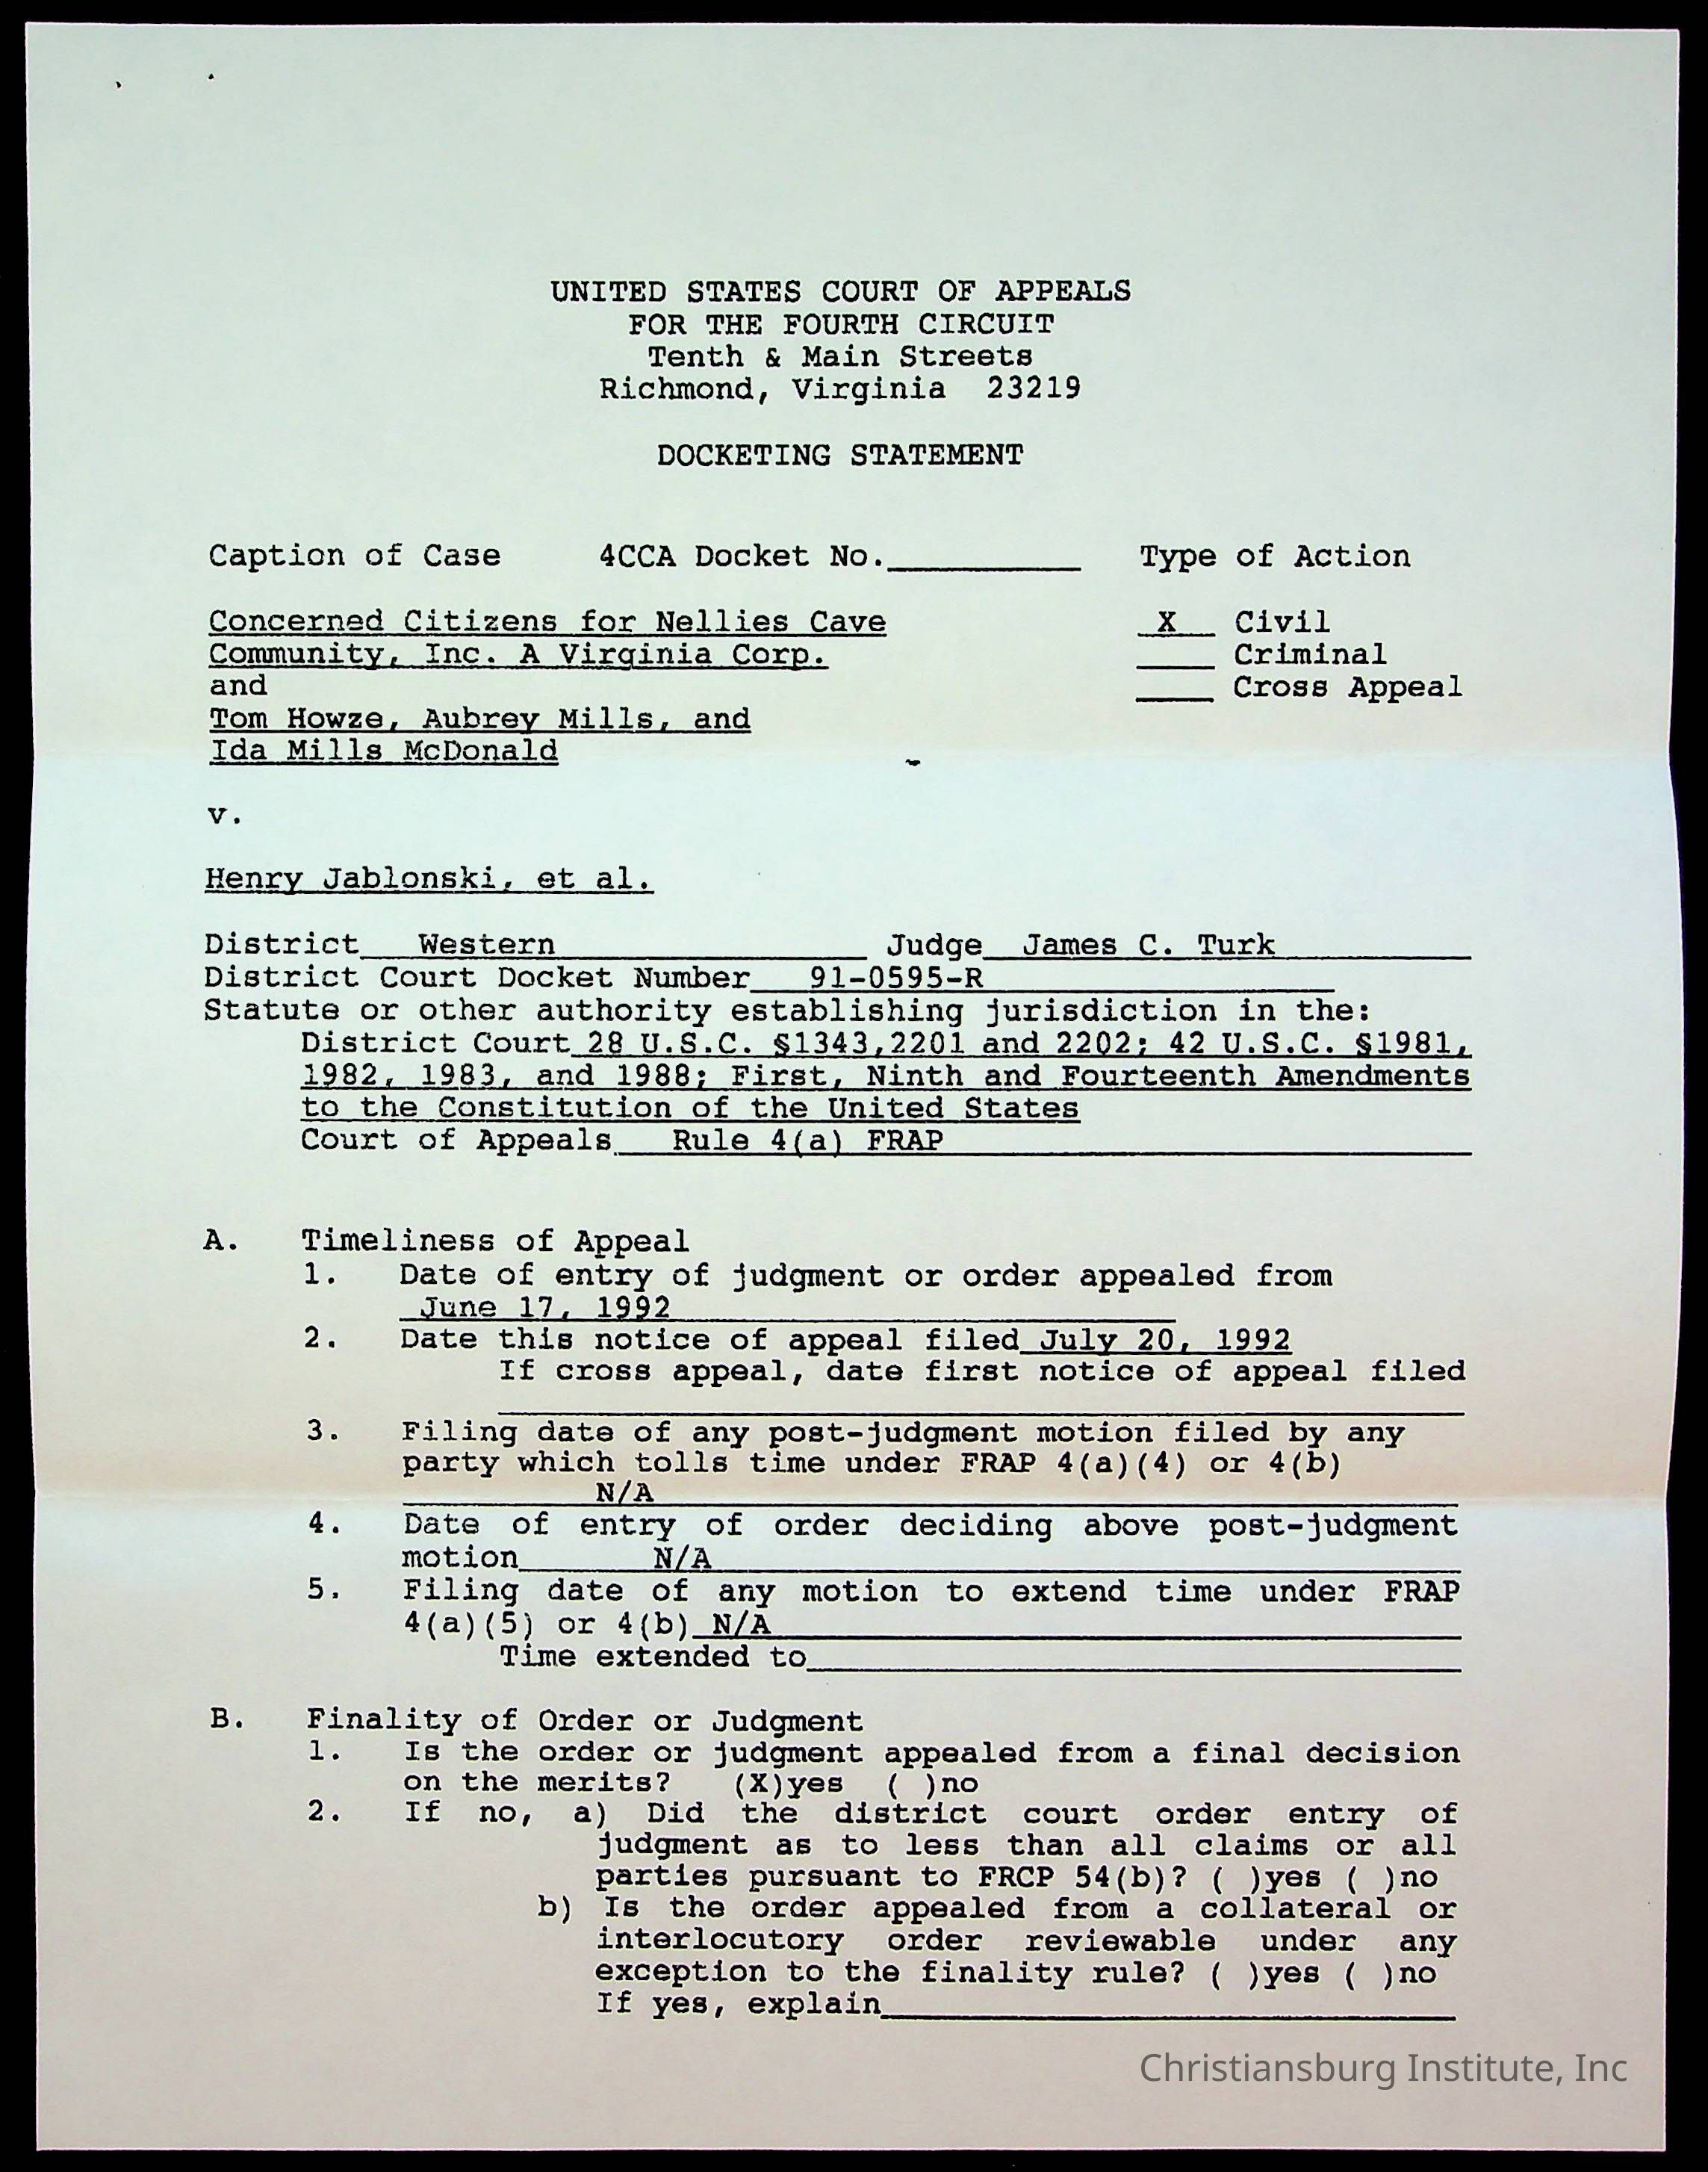 UNITED STATES COURT OF APPEALS
FOR THE FOURTH CIRCUIT
Tenth & Main Streets
Richmond, Virginia 23219
DOCKETING STATEMENT
Caption of Case 4CCA Docket No.__________ Type of Action
Concerned Citizens for Nellies Cave X Civil
Community, Inc. A Virginia Corp. ____ Criminal
and ____ Cross Appeal
Tom Howze, Aubrey Mills, and
Ida Mills McDonald
v.
Henry Jablonski, et al.
District Western Judge James C. Turk
District Court Docket Number 91-0595-R
Statute or other authority establishing jurisdiction in the:
District Court 28 U.S.C. §1343,2201 and 2202; 42 U.S.C. §1981,
1982, 1983, and 1988; First, Ninth and Fourteenth Amendments
to the Constitution of the United States
Court of Appeals Rule 4(a) FRAP
A. Timeliness of Appeal
1. Date of entry of judgment or order appealed from
June 17, 1992
2. Date this notice of appeal filed July 20, 1992
If cross appeal, date first notice of appeal filed
3. Filing date of any post-judgment motion filed by any
party which tolls time under FRAP 4(a)(4) or 4(b)
N/A
4. Date of entry of order deciding above post-judgment
motion N/A
5. Filing date of any motion to extend time under FRAP
4(a)(5) or 4(b) N/A
Time extended to__________
B. Finality of Order or Judgment
1. Is the order or judgment appealed from a final decision
on the merits? (X)yes ( )no
2. If no, a) Did the district court order entry of
judgment as to less than all claims or all
parties pursuant to FRCP 54(b)? ( )yes ( )no
b) Is the order appealed from a collateral or
interlocutory order reviewable under any
exception to the finality rule? ( )yes ( )no
If yes, explain__________
Christiansburg Institute, Inc